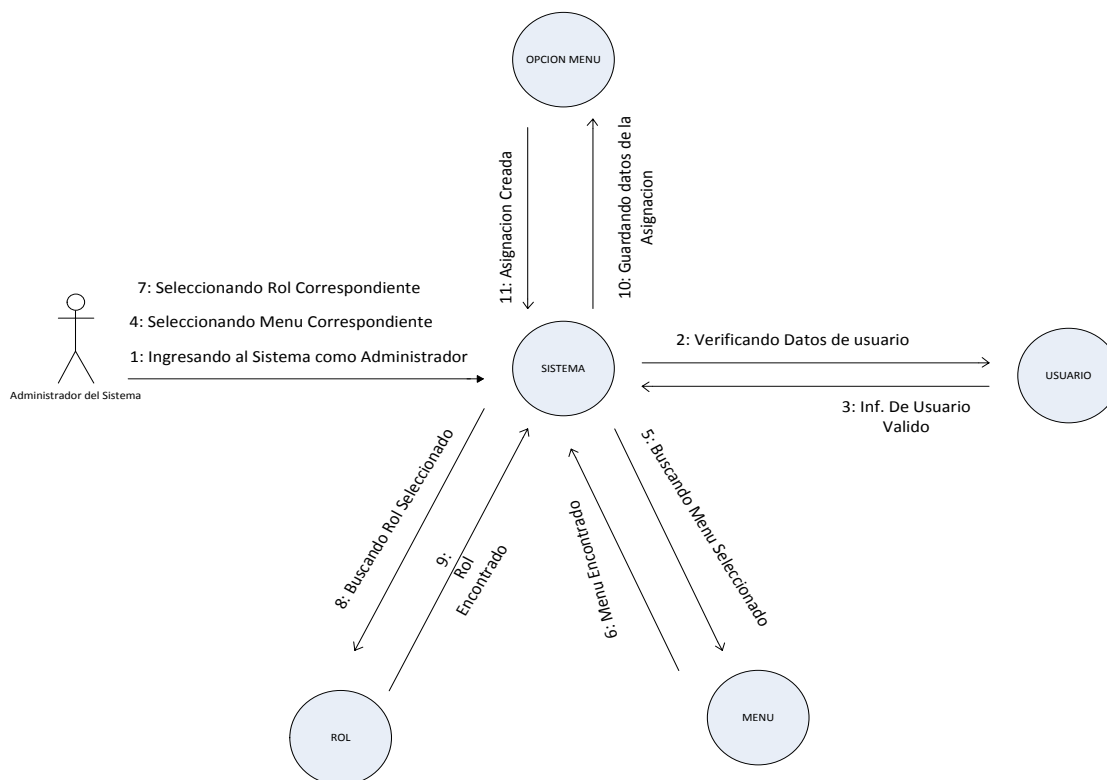 OPCION MENU
11: Asignacion Creada
10: Guardando datos de la
Asignacion
7: Seleccionando Rol Correspondiente
4: Seleccionando Menu Correspondiente
1: Ingresando al Sistema como Administrador
Administrador del Sistema
SISTEMA
2: Verificando Datos de usuario
3: Inf. De Usuario
Valido
USUARIO
8: Buscando Rol Seleccionado
9:
Rol
Encontrado
6: Menu Encontrado
5: Buscando Menu Seleccionado
ROL
MENU